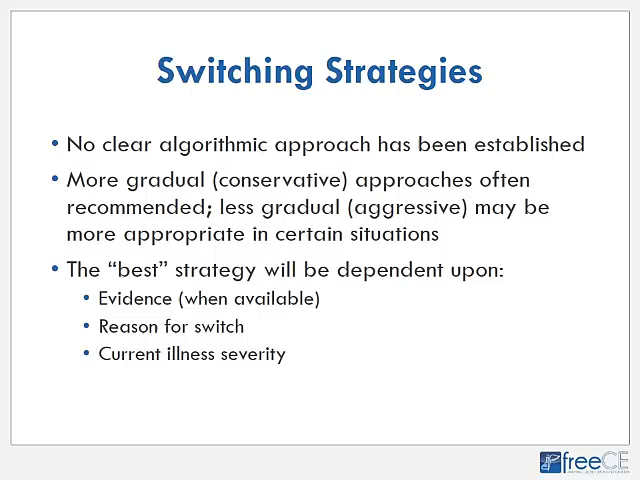 Switching Strategies
• No clear algorithmic approach has been established
• More gradual (conservative) approaches often
recommended; less gradual (aggressive) may be
more appropriate in certain situations
• The “best” strategy will be dependent upon:
• Evidence (when available)
• Reason for switch
• Current illness severity
freeCE